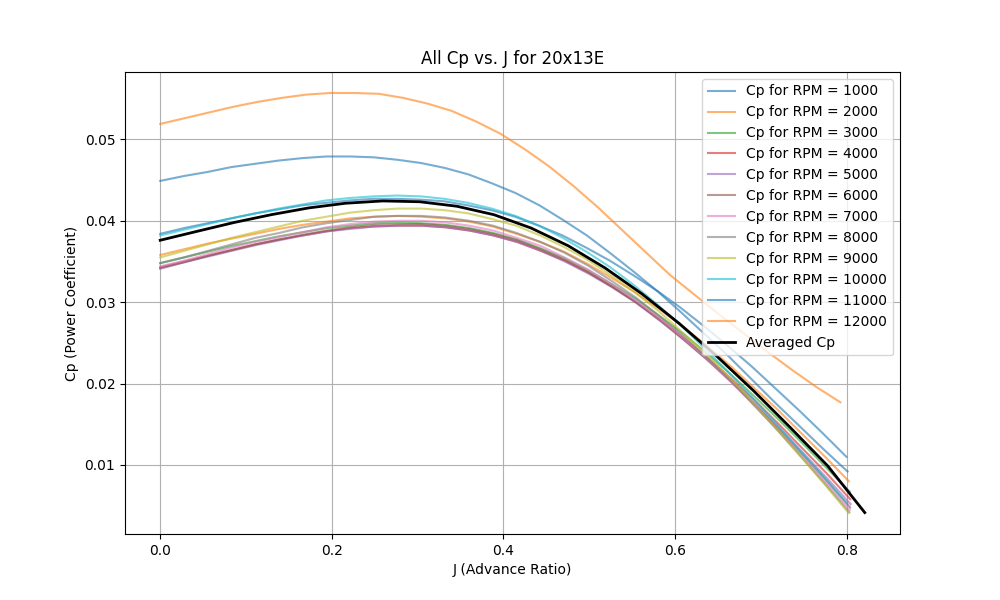 All Cp vs. J for 20x13E
Cp (Power Coefficient)
0.05
0.04
0.03
0.02
0.01
Cp for RPM = 1000
Cp for RPM = 2000
Cp for RPM = 3000
Cp for RPM = 4000
Cp for RPM = 5000
Cp for RPM = 6000
Cp for RPM = 7000
Cp for RPM = 8000
Cp for RPM = 9000
Cp for RPM = 10000
Cp for RPM = 11000
Cp for RPM = 12000
Averaged Cp
0.0 0.2 0.4 0.6 0.8
J (Advance Ratio)